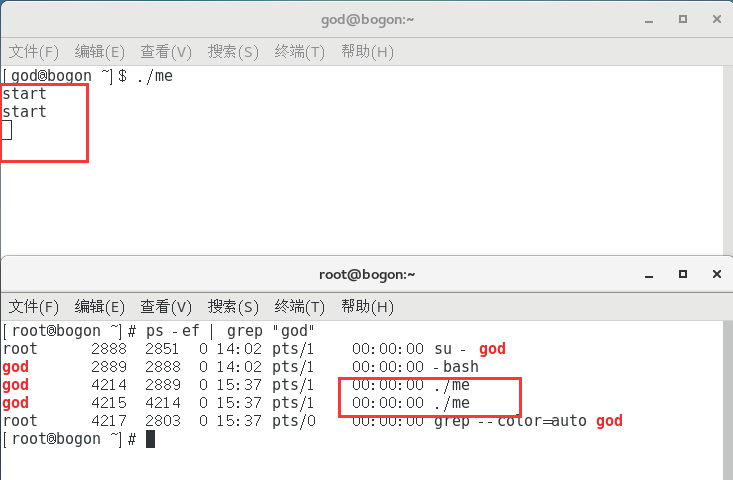 god@bogon:~
文件(F) 编辑(E) 查看(V) 搜索(S) 终端(T) 帮助(H)
[god@bogon ~]$ ./me
start
start
root@bogon:~
文件(F) 编辑(E) 查看(V) 搜索(S) 终端(T) 帮助(H)
[root@bogon ~]# ps -ef | grep "god"
root 2888 2851 0 14:02 pts/1 00:00:00 su - god
god 2889 2888 0 14:02 pts/1 00:00:00 -bash
god 4214 2889 0 15:37 pts/1 00:00:00 ./me
god 4215 4214 0 15:37 pts/1 00:00:00 ./me
root 4217 2803 0 15:37 pts/0 00:00:00 grep --color=auto god
[root@bogon ~]#